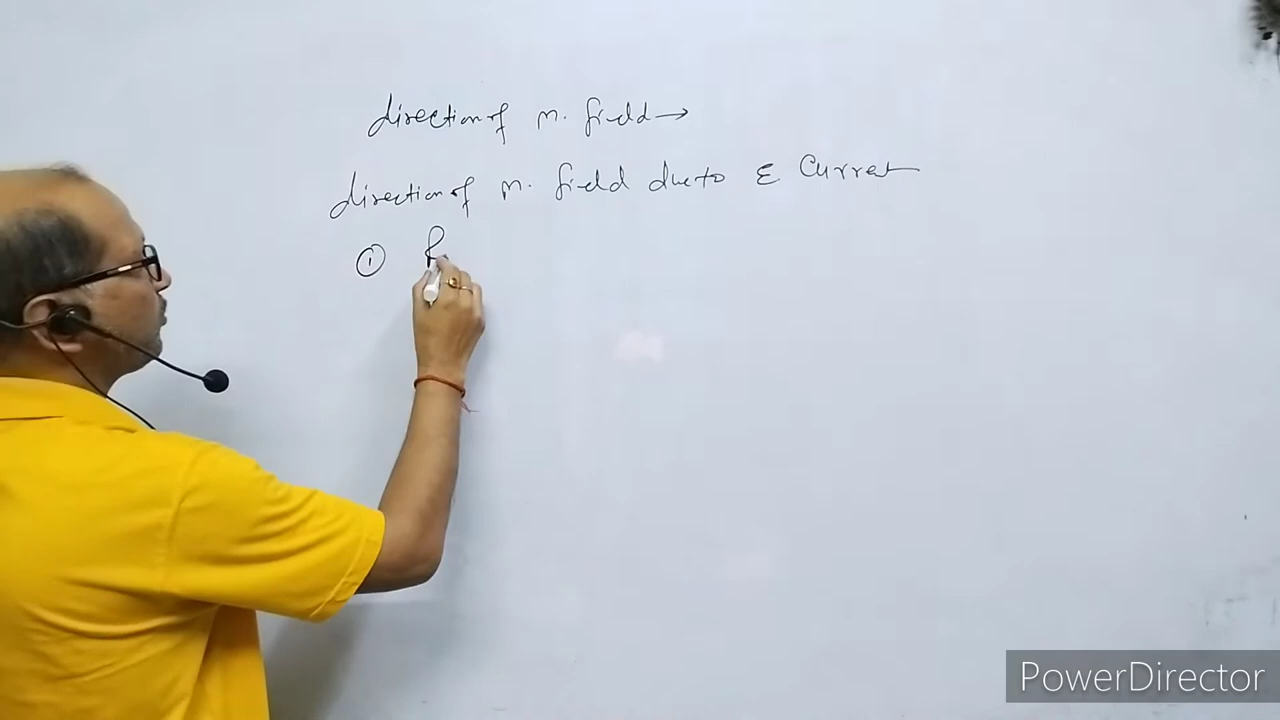 direction of m. field →
direction of m. field due to ε Current
① R
PowerDirector